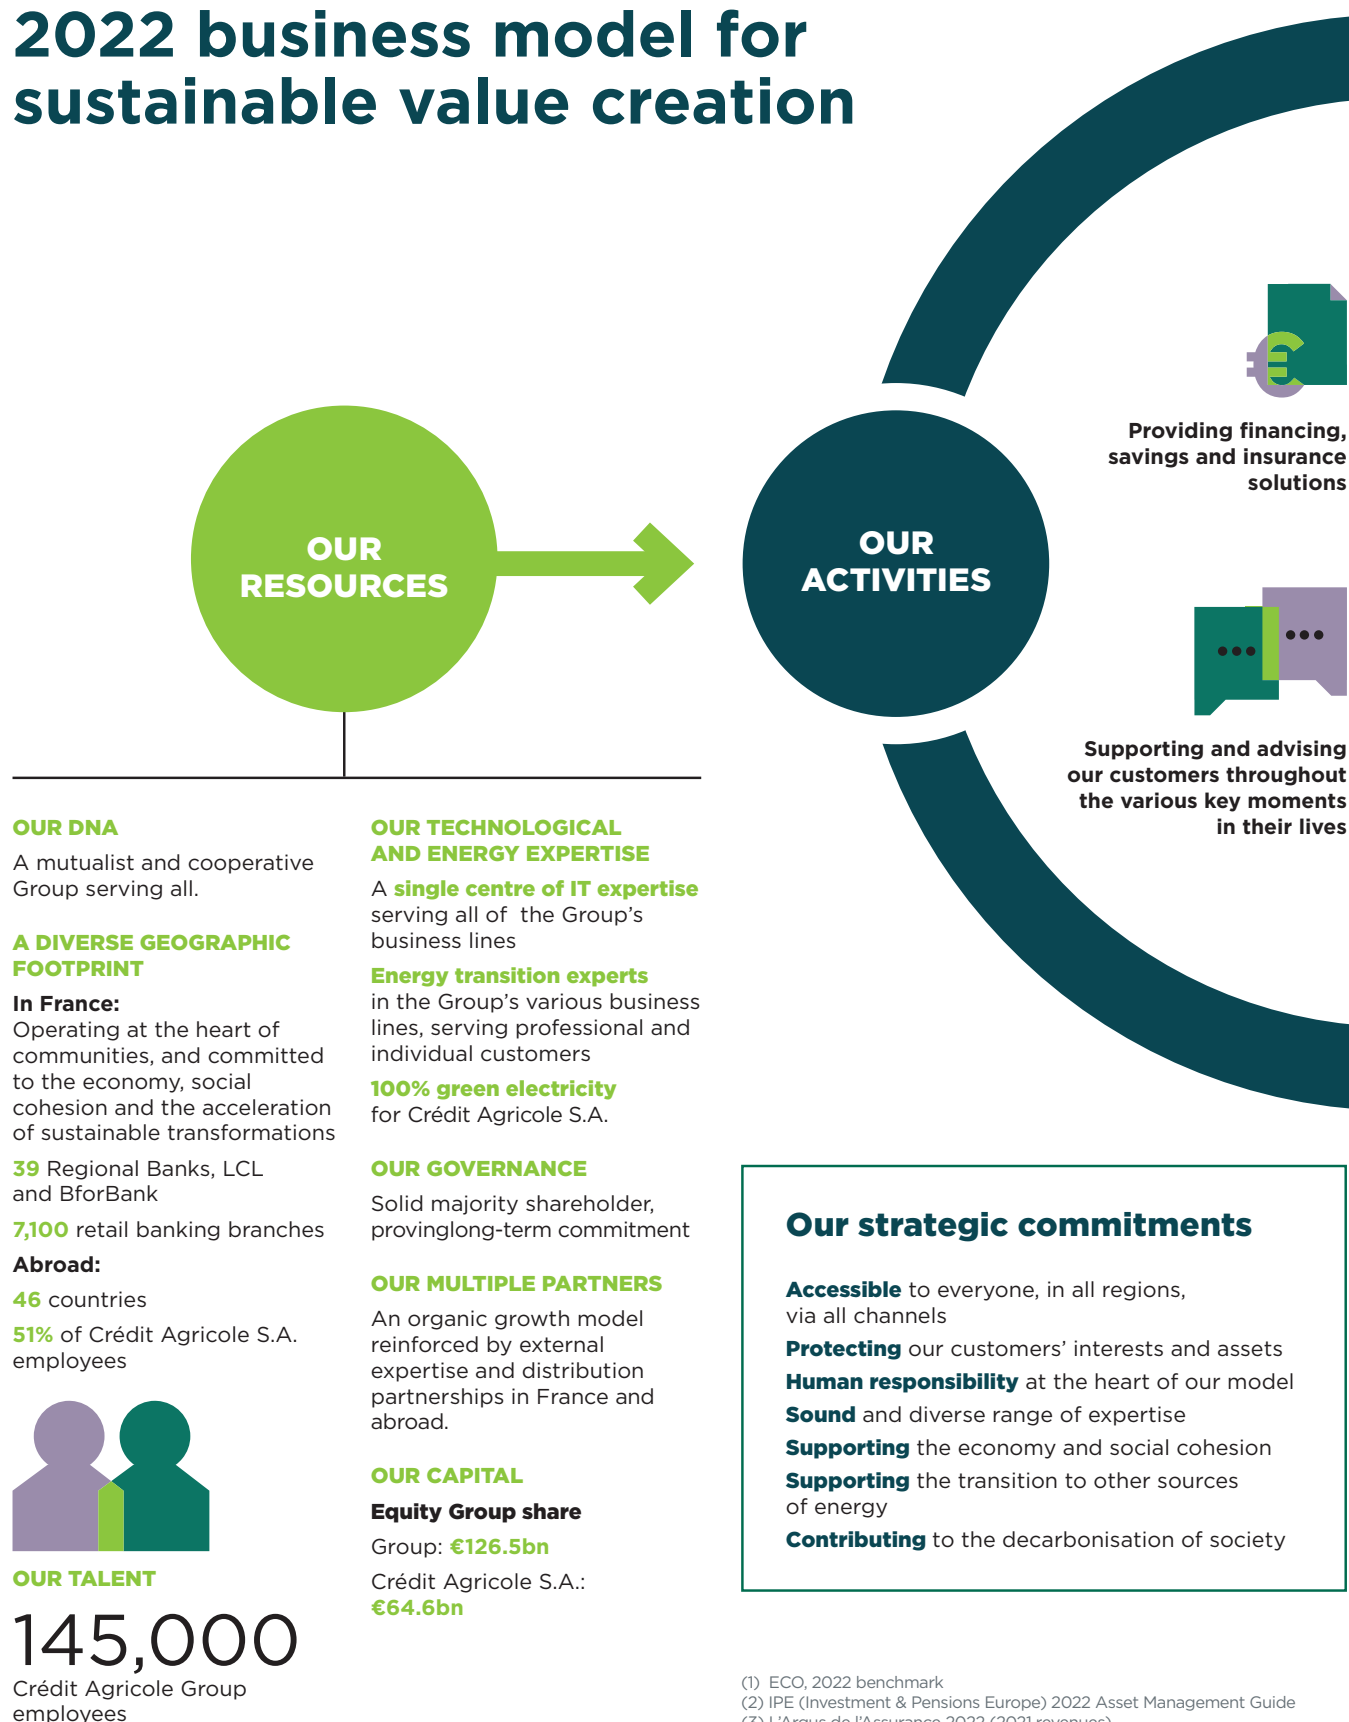 2022 business model for
sustainable value creation
OUR
RESOURCES
OUR
ACTIVITIES
Providing financing,
savings and insurance
solutions
Supporting and advising
our customers throughout
the various key moments
in their lives
OUR DNA
A mutualist and cooperative
Group serving all.
A DIVERSE GEOGRAPHIC
FOOTPRINT
In France:
Operating at the heart of
communities, and committed
to the economy, social
cohesion and the acceleration
of sustainable transformations
39 Regional Banks, LCL
and BforBank
7,100 retail banking branches
Abroad:
46 countries
51% of Crédit Agricole S.A.
employees
OUR TALENT
145,000
Crédit Agricole Group
employees
OUR TECHNOLOGICAL
AND ENERGY EXPERTISE
A single centre of IT expertise
serving all of the Group's
business lines
Energy transition experts
in the Group's various business
lines, serving professional and
individual customers
100% green electricity
for Crédit Agricole S.A.
OUR GOVERNANCE
Solid majority shareholder,
provinglong-term commitment
OUR MULTIPLE PARTNERS
An organic growth model
reinforced by external
expertise and distribution
partnerships in France and
abroad.
OUR CAPITAL
Equity Group share
Group: €126.5bn
Crédit Agricole S.A.:
€64.6bn
Our strategic commitments
Accessible to everyone, in all regions,
via all channels
Protecting our customers' interests and assets
Human responsibility at the heart of our model
Sound and diverse range of expertise
Supporting the economy and social cohesion
Supporting the transition to other sources
of energy
Contributing to the decarbonisation of society
(1) ECO, 2022 benchmark
(2) IPE (Investment & Pensions Europe) 2022 Asset Management Guide
(3) L'Argus de l'Assurance 2022 (2021 revenues)